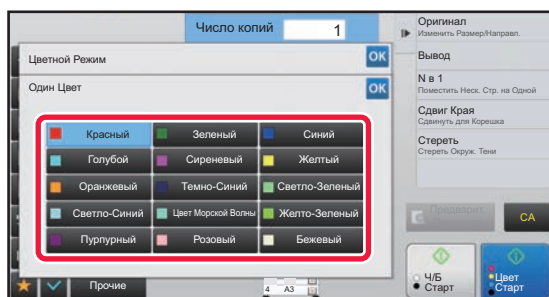 Число копий 1
Цветной Режим OK
Один Цвет OK
Красный Зеленый Синий
Голубой Сиреневый Желтый
Оранжевый Темно-Синий Светло-Зеленый
Светло-Синий Цвет Морской Волны Желто-Зеленый
Пурпурный Розовый Бежевый
Прочие
4 A3
Оригинал
Изменить Размер/Направл.
Вывод
N в 1
Поместить Неск. Стр. на Одной
Сдвиг Края
Сдвинуть для Корешка
Стереть
Стереть Окруж. Тени
Предварит.
CA
Ч/Б
Старт
Цвет
Старт